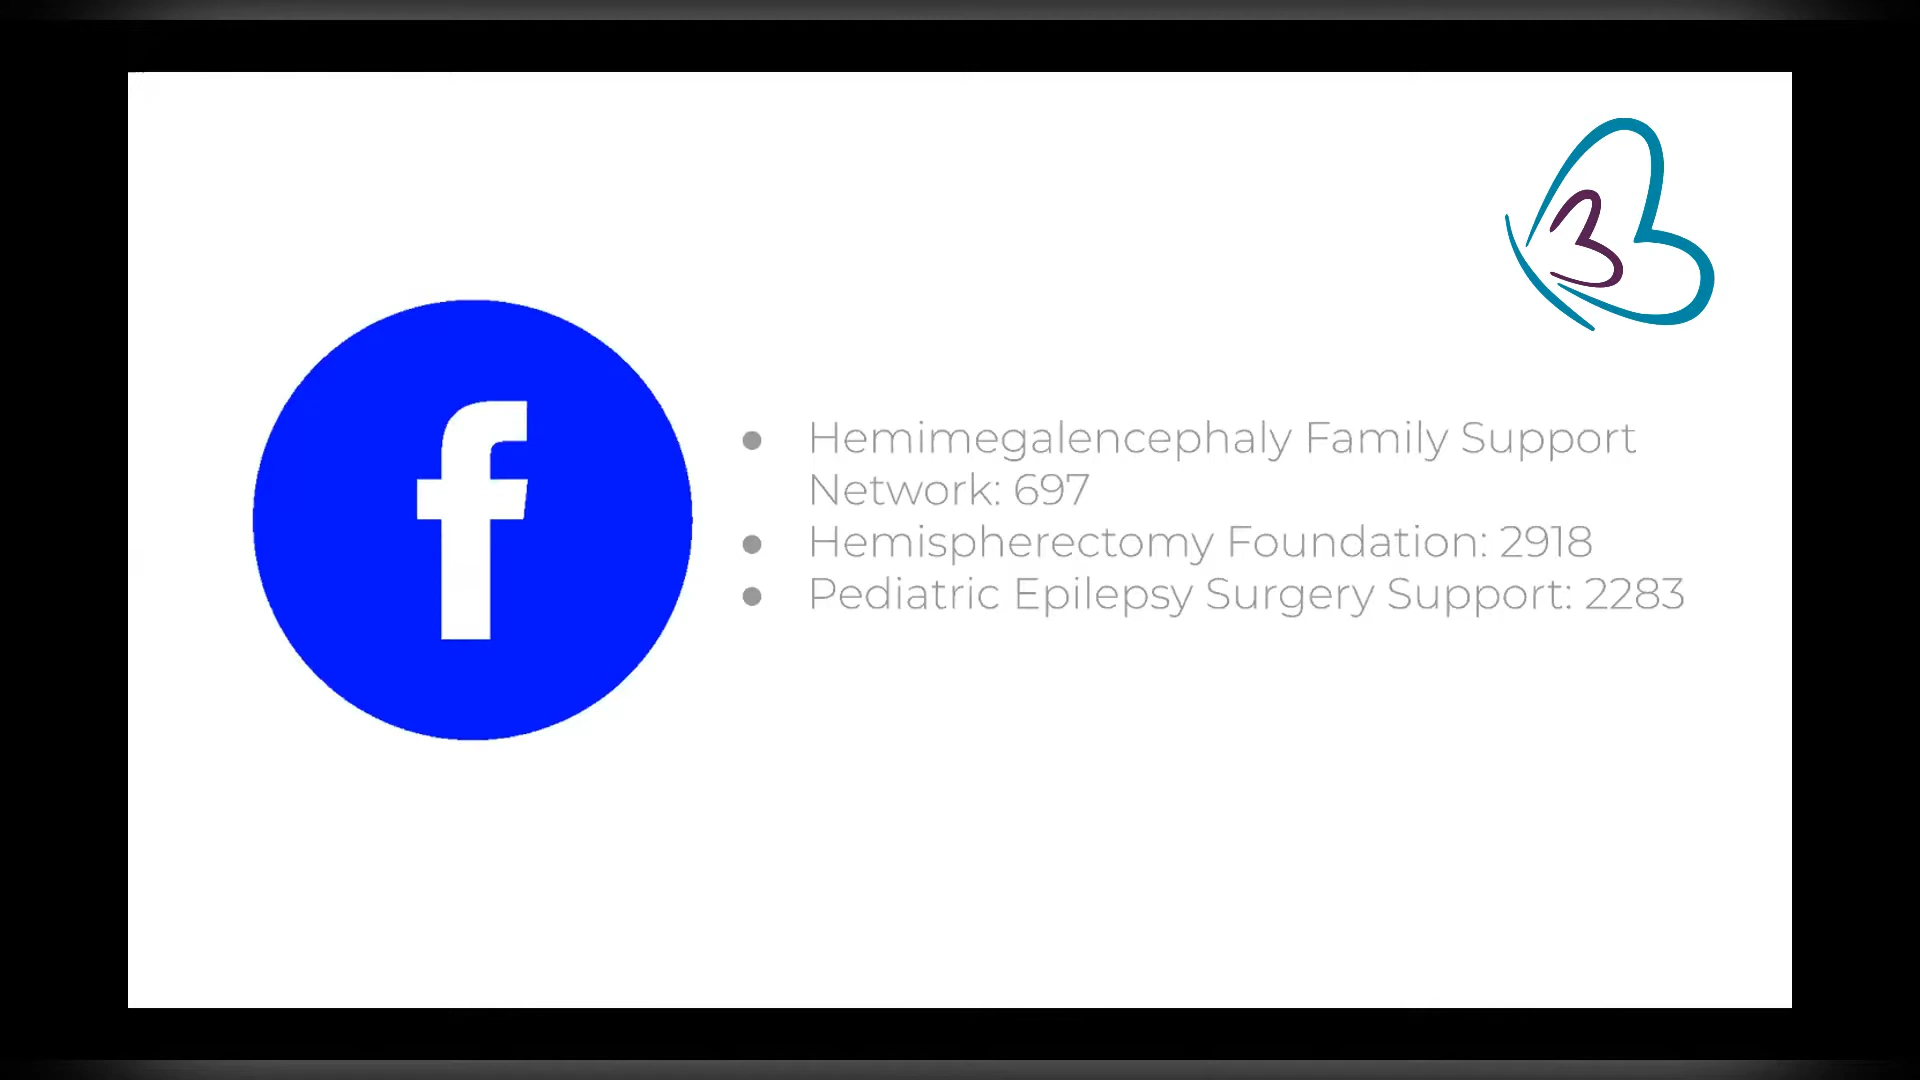 ● Hemimegalencephaly Family Support
Network: 697
● Hemispherectomy Foundation: 2918
● Pediatric Epilepsy Surgery Support: 2283